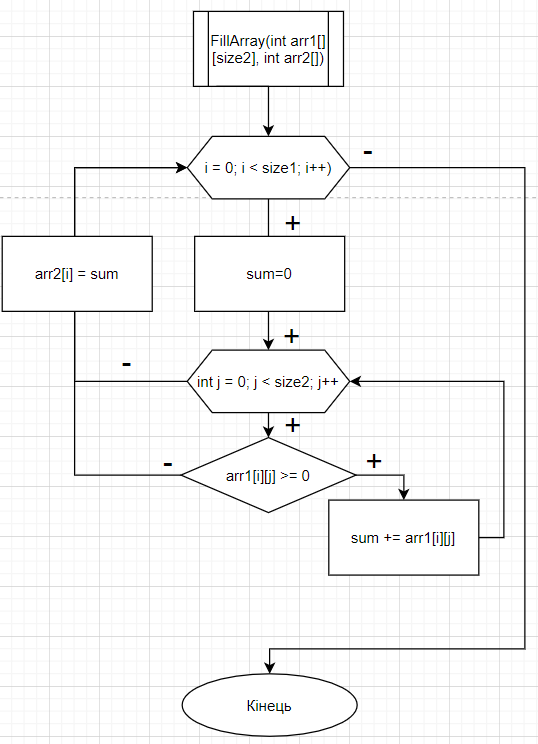 FillArray(int arr1[]
[size2], int arr2[])
-
i = 0; i < size1; i++)
+
arr2[i] = sum
sum=0
+
-
int j = 0; j < size2; j++
+
-
arr1[i][j] >= 0
+
sum += arr1[i][j]
Кінець